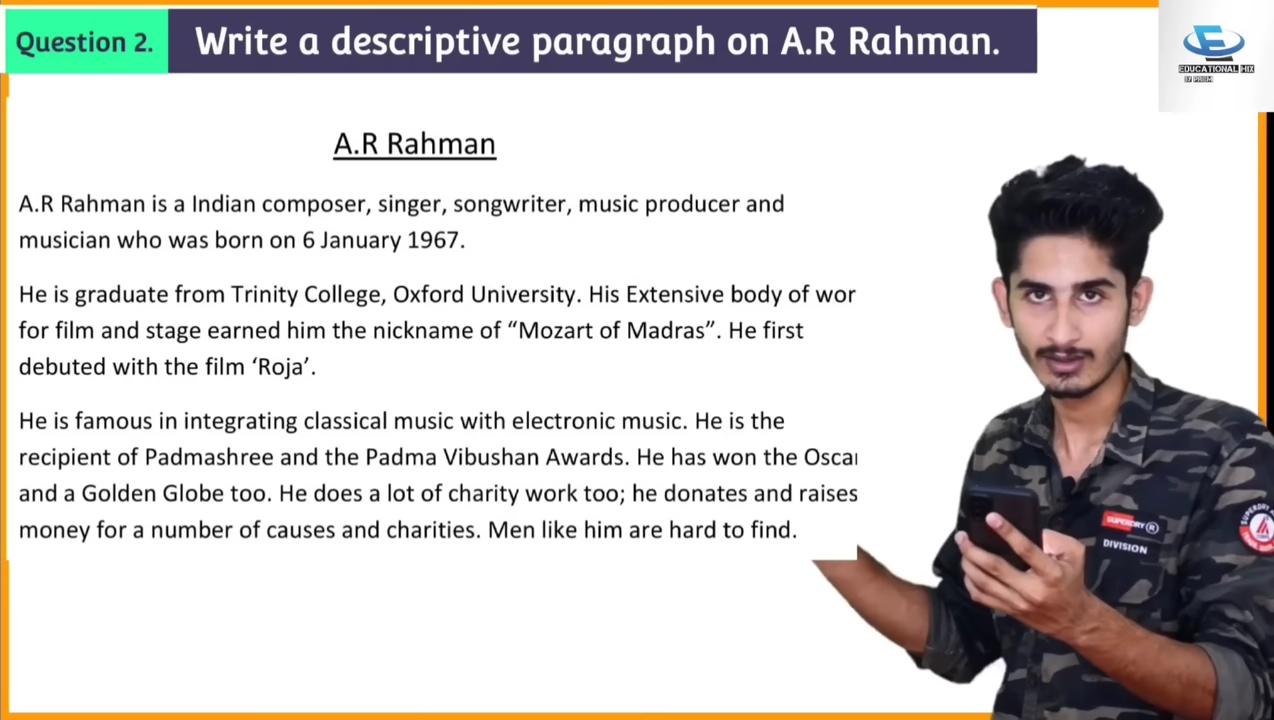 Question 2.
Write a descriptive paragraph on A.R Rahman.
EDUCATIONAL MIX
A.R Rahman
A.R Rahman is a Indian composer, singer, songwriter, music producer and
musician who was born on 6 January 1967.
He is graduate from Trinity College, Oxford University. His Extensive body of wor
for film and stage earned him the nickname of “Mozart of Madras”. He first
debuted with the film ‘Roja’.
He is famous in integrating classical music with electronic music. He is the
recipient of Padmashree and the Padma Vibushan Awards. He has won the Oscar
and a Golden Globe too. He does a lot of charity work too; he donates and raises
money for a number of causes and charities. Men like him are hard to find.
SUPERDRY ®
DIVISION